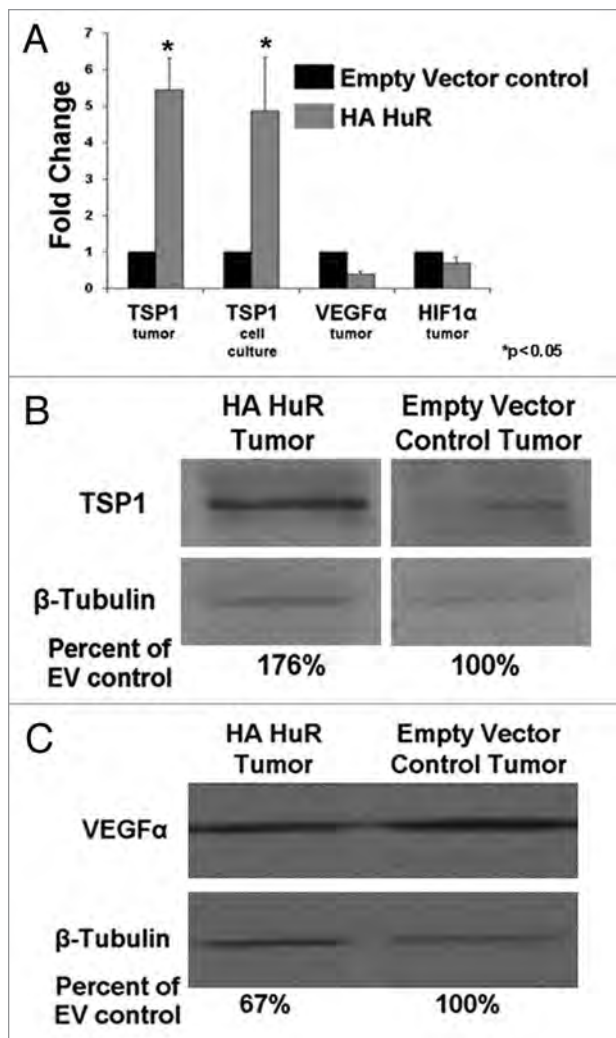 A
7
6
5
4
3
2
1
0
Fold Change
* *
Empty Vector control
HA HuR
TSP1 TSP1 VEGFα HIF1α
tumor cell tumor tumor
culture
*p<0.05
B
HA HuR Empty Vector
Tumor Control Tumor
TSP1
β-Tubulin
Percent of
EV control
176% 100%
C
HA HuR Empty Vector
Tumor Control Tumor
VEGFα
β-Tubulin
Percent of
EV control
67% 100%